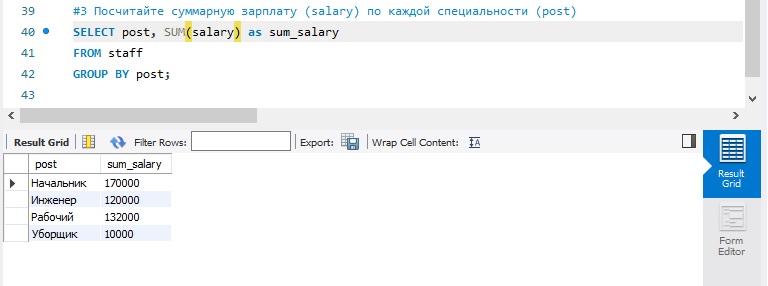 39 #3 Посчитайте суммарную зарплату (salary) по каждой специальности (post)
40 SELECT post, SUM(salary) as sum_salary
41 FROM staff
42 GROUP BY post;
43
Result Grid Filter Rows: Export: Wrap Cell Content: IA
post sum_salary
Начальник 170000
Инженер 120000
Рабочий 132000
Уборщик 10000
Result
Grid
Form
Editor